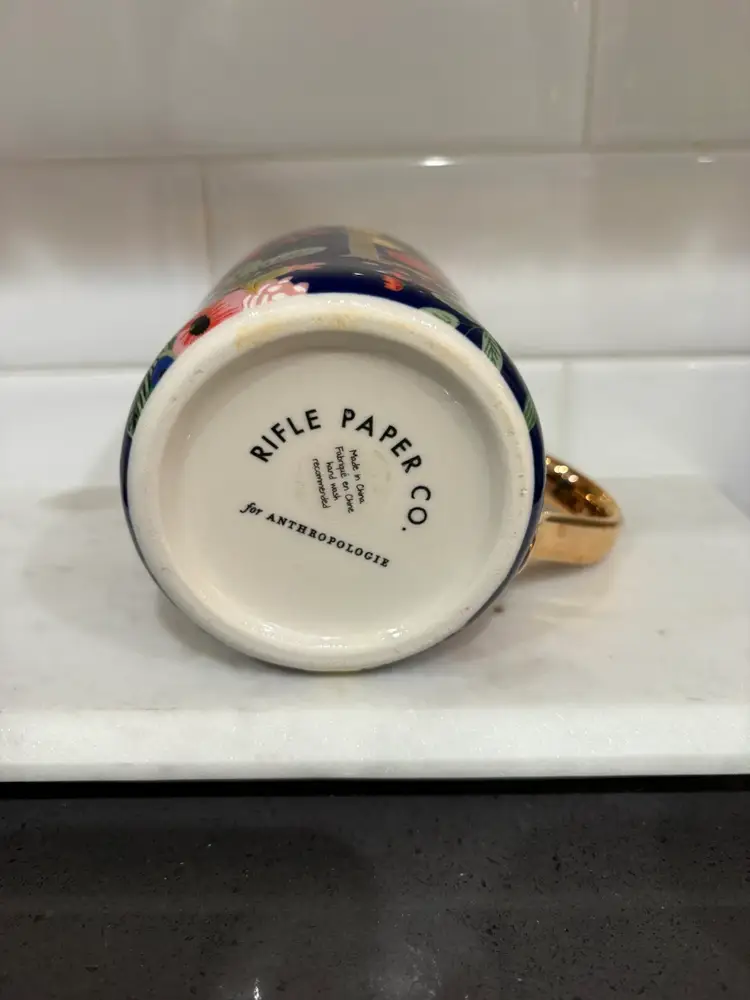 RIFLE PAPER CO.
Made in China
Fabriqué en Chine
hand wash
recommended
for ANTHROPOLOGIE